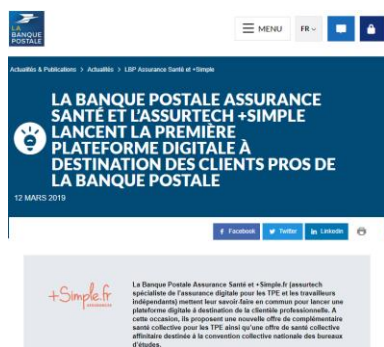 LA
BANQUE
POSTALE
MENU
FR
Actualités & Publications > Actualités > LBP Assurance Santé et +Simple
LA BANQUE POSTALE ASSURANCE
SANTÉ ET L'ASSURTECH +SIMPLE
LANCENT LA PREMIÈRE
PLATEFORME DIGITALE À
DESTINATION DES CLIENTS PROS DE
LA BANQUE POSTALE
12 MARS 2019
Facebook
Twitter
Linkedin
+Simple.fr
ASSURANCES
La Banque Postale Assurance Santé et +Simple.fr (assurtech
spécialiste de l'assurance digitale pour les TPE et les travailleurs
indépendants) mettent leur savoir-faire en commun pour lancer une
plateforme digitale à destination de la clientèle professionnelle. A
cette occasion, ils proposent une nouvelle offre de complémentaire
santé collective pour les TPE ainsi qu'une offre de santé collective
affinitaire destinée à la convention collective nationale des bureaux
d'études.